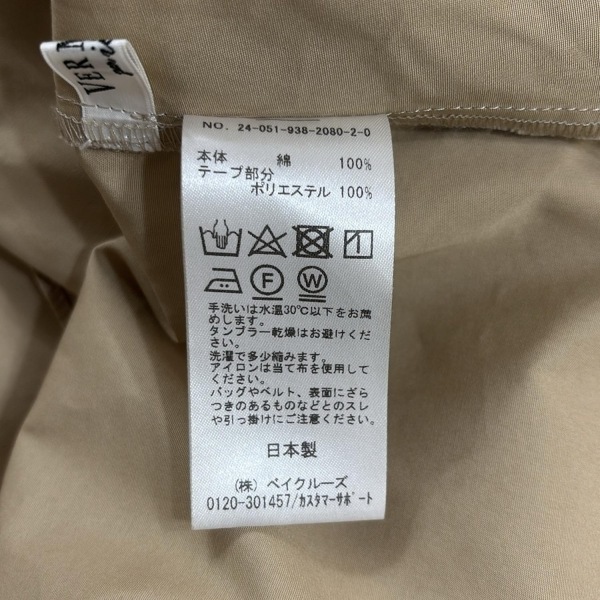 VER
NO. 24-051-938-2080-2-0
本体 綿 100%
テープ部分
ポリエステル 100%
F W
手洗いは水温30℃以下をお薦
めします。
タンブラー乾燥はお避けくだ
さい。
洗濯で多少縮みます。
アイロンは当て布を使用して
ください。
バッグやベルト、表面にざら
つきのあるものなどとのスレ
や引っ掛けにご注意ください。
日本製
(株) ベイクルーズ
0120-301457/カスタマーサポート